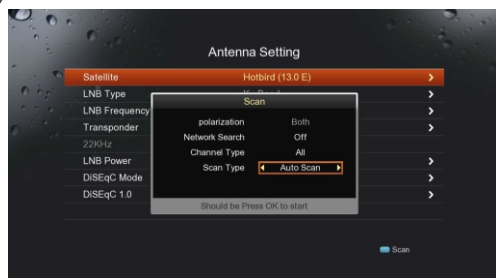 Antenna Setting
Satellite Hotbird (13.0 E)
LNB Type
LNB Frequency
Transponder
22KHz
LNB Power
DiSEqC Mode
DiSEqC 1.0
Scan
polarization Both
Network Search Off
Channel Type All
Scan Type Auto Scan
Should be Press OK to start
Scan